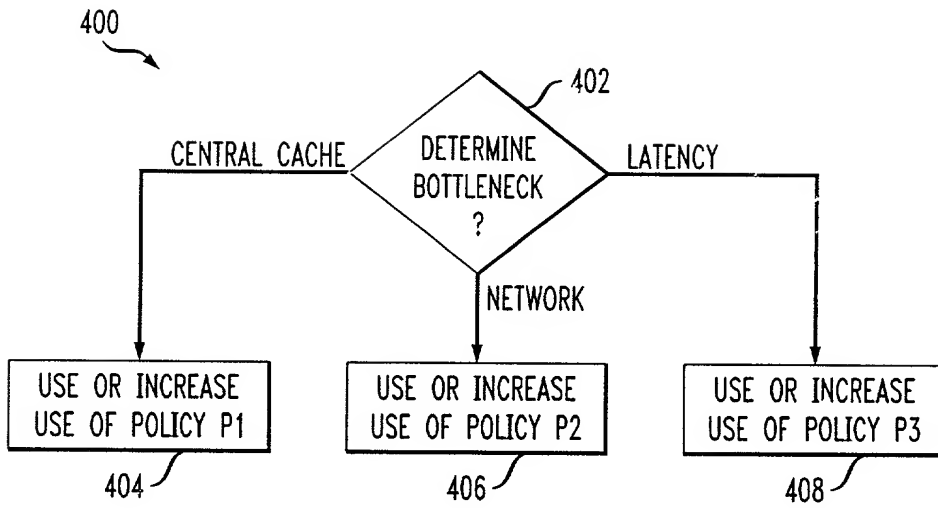 400
402
CENTRAL CACHE
DETERMINE
BOTTLENECK
?
LATENCY
NETWORK
USE OR INCREASE
USE OF POLICY P1
USE OR INCREASE
USE OF POLICY P2
USE OR INCREASE
USE OF POLICY P3
404
406
408